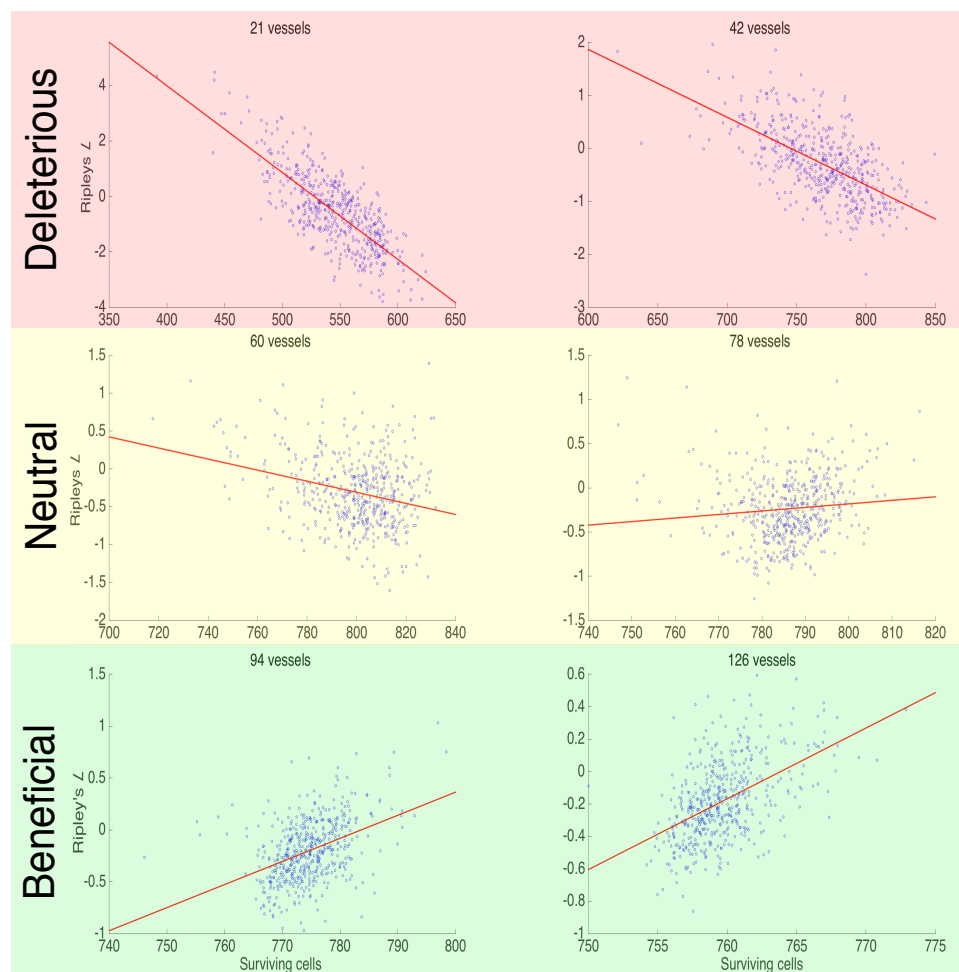 Deleterious
21 vessels
Ripleys L
4
2
0
-2
-4
350 400 450 500 550 600 650
42 vessels
2
1
0
-1
-2
-3
600 650 700 750 800 850
Neutral
60 vessels
Ripleys L
1.5
1
0.5
0
-0.5
-1
-1.5
-2
700 720 740 760 780 800 820 840
78 vessels
1.5
1
0.5
0
-0.5
-1
-1.5
740 750 760 770 780 790 800 810 820
Beneficial
94 vessels
Ripley's L
1.5
1
0.5
0
-0.5
-1
740 750 760 770 780 790 800
Surviving cells
126 vessels
0.6
0.4
0.2
0
-0.2
-0.4
-0.6
-0.8
-1
750 755 760 765 770 775
Surviving cells